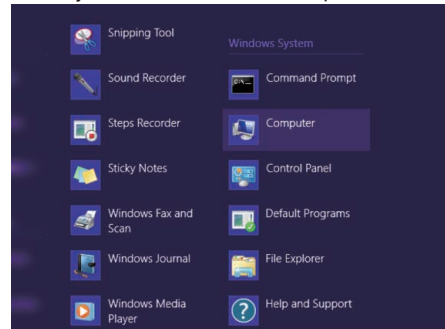 Snipping Tool
Sound Recorder
Steps Recorder
Sticky Notes
Windows Fax and
Scan
Windows Journal
Windows Media
Player
Windows System
Command Prompt
Computer
Control Panel
Default Programs
File Explorer
Help and Support